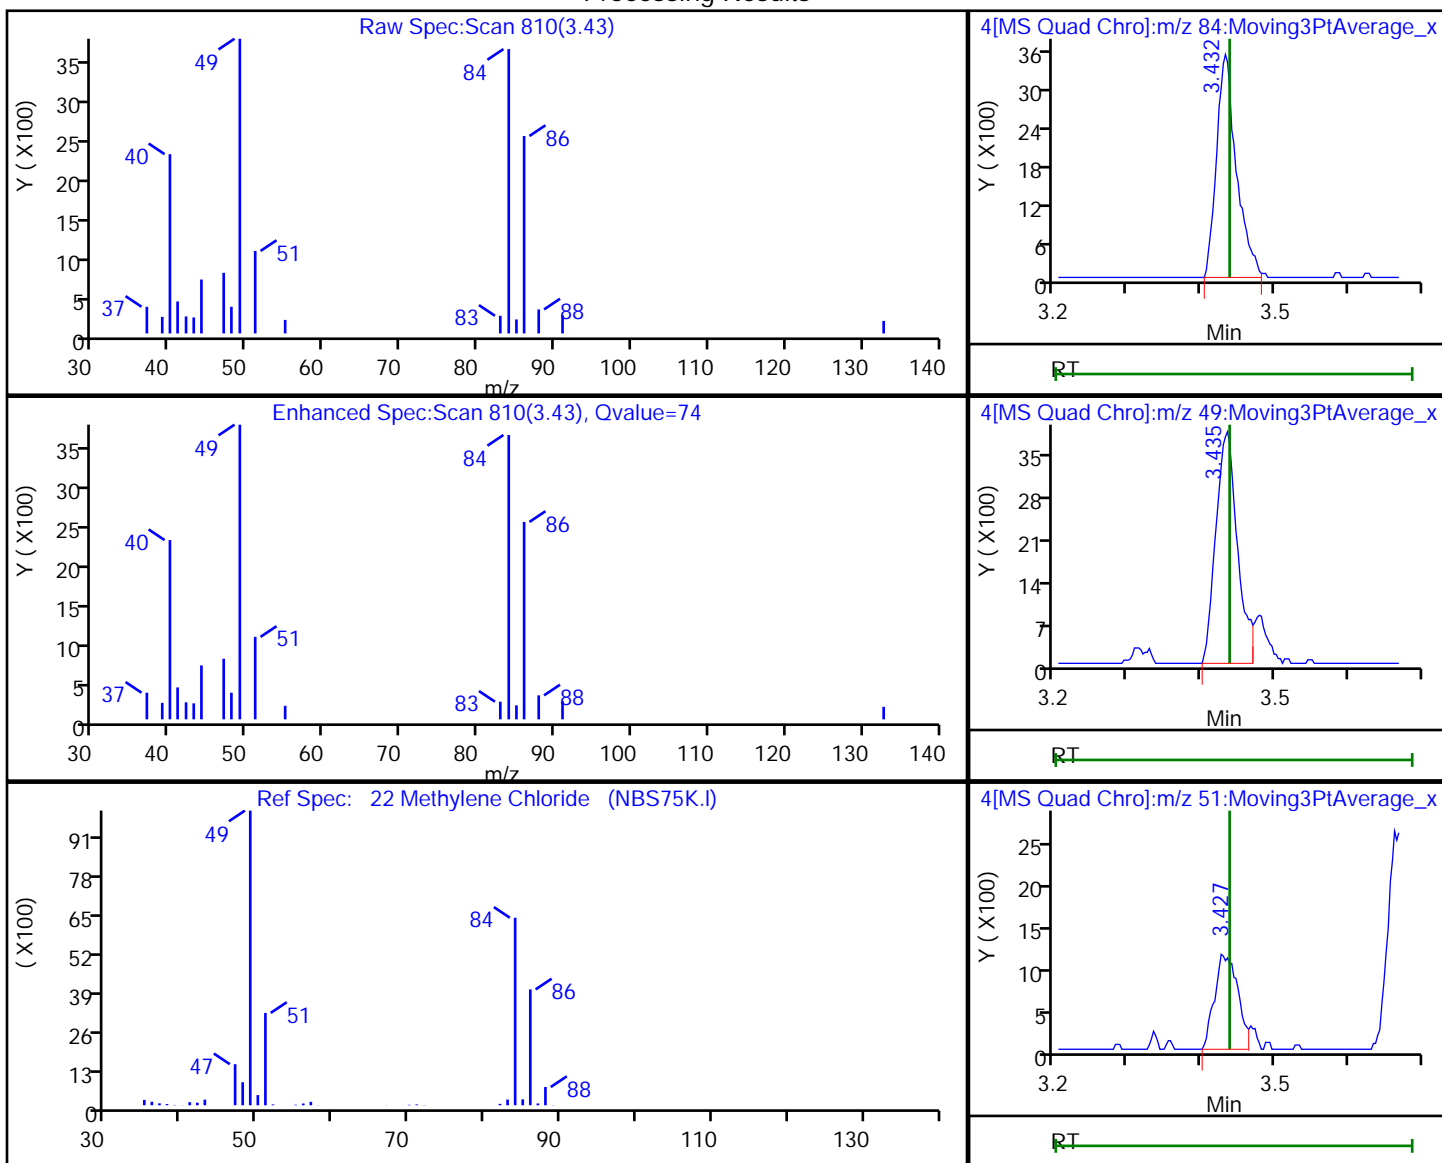 Processing Results
Raw Spec:Scan 810(3.43)
Y ( X100)
35
30
25
20
15
10
5
0
37
40
49
51
83
84
86
88
30 40 50 60 70 80 90 100 110 120 130 140
m/z
4[MS Quad Chro]:m/z 84:Moving3PtAverage_x
Y ( X100)
36
30
24
18
12
6
0
3.432
3.2 3.5
Min
RT
Enhanced Spec:Scan 810(3.43), Qvalue=74
Y ( X100)
35
30
25
20
15
10
5
0
37
40
49
51
83
84
86
88
30 40 50 60 70 80 90 100 110 120 130 140
m/z
4[MS Quad Chro]:m/z 49:Moving3PtAverage_x
Y ( X100)
35
28
21
14
7
0
3.435
3.2 3.5
Min
RT
Ref Spec: 22 Methylene Chloride (NBS75K.l)
( X100)
91
78
65
52
39
26
13
0
47
49
51
84
86
88
30 50 70 90 110 130
4[MS Quad Chro]:m/z 51:Moving3PtAverage_x
Y ( X100)
25
20
15
10
5
0
3.427
3.2 3.5
Min
RT